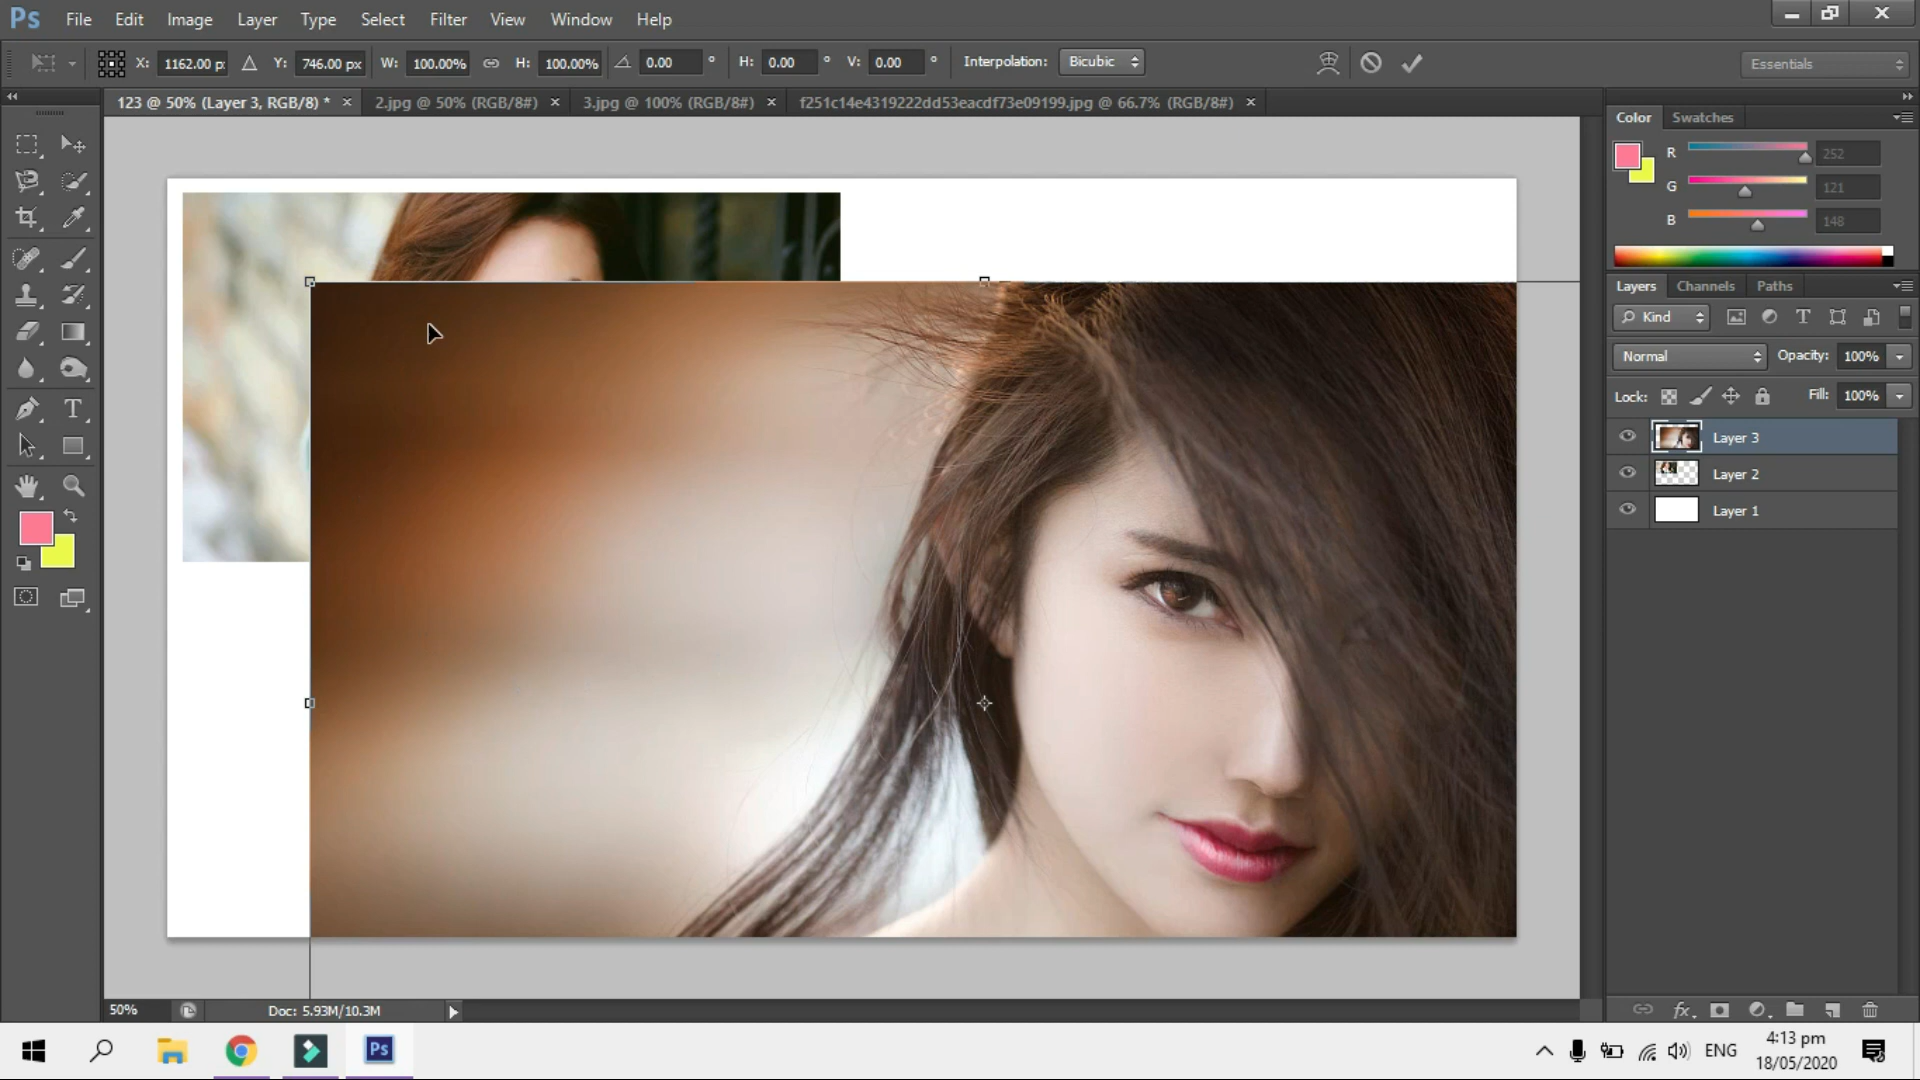 Ps File Edit Image Layer Type Select Filter View Window Help
X: 1162.00 p Y: 746.00 px W: 100.00% H: 100.00% 0.00 ° H: 0.00 ° V: 0.00 ° Interpolation: Bicubic Essentials
123 @ 50% (Layer 3, RGB/8) * × 2.jpg @ 50% (RGB/8#) × 3.jpg @ 100% (RGB/8#) × f251c14e4319222dd53eacdf73e09199.jpg @ 66.7% (RGB/8#) ×
Color Swatches
R 252
G 121
B 148
Layers Channels Paths
Kind
Normal Opacity: 100%
Lock: Fill: 100%
Layer 3
Layer 2
Layer 1
50% Doc: 5.93M/10.3M
fx
Ps ENG 4:13 pm
18/05/2020